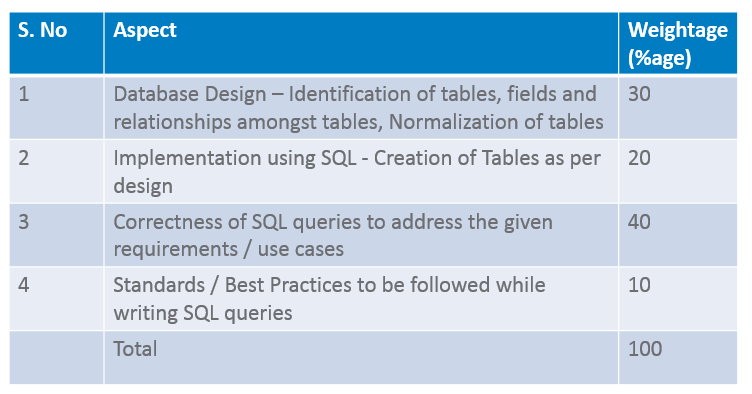 S. No Aspect Weightage
(%age)
1 Database Design – Identification of tables, fields and 30
relationships amongst tables, Normalization of tables
2 Implementation using SQL - Creation of Tables as per 20
design
3 Correctness of SQL queries to address the given 40
requirements / use cases
4 Standards / Best Practices to be followed while 10
writing SQL queries
Total 100